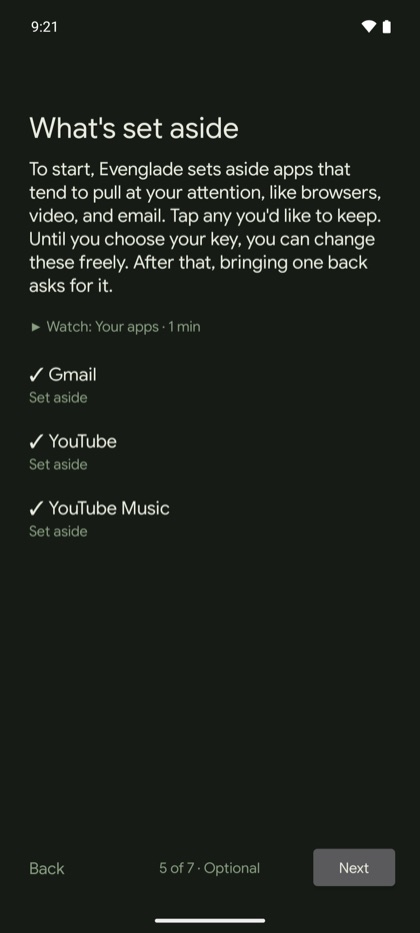 9:21
What's set aside
To start, Evenglade sets aside apps that
tend to pull at your attention, like browsers,
video, and email. Tap any you'd like to keep.
Until you choose your key, you can change
these freely. After that, bringing one back
asks for it.
► Watch: Your apps · 1 min
✓ Gmail
Set aside
✓ YouTube
Set aside
✓ YouTube Music
Set aside
Back
5 of 7 · Optional
Next